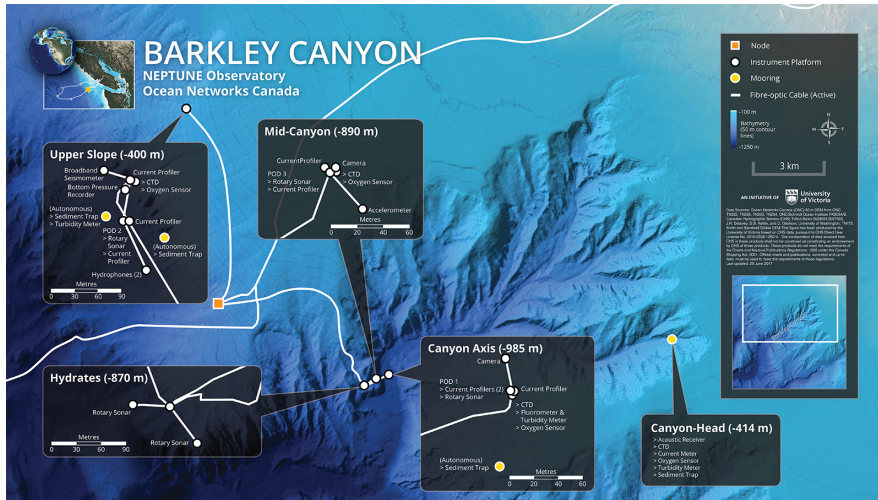 BARKLEY CANYON
NEPTUNE Observatory
Ocean Networks Canada
Upper Slope (-400 m)
Broadband
Seismometer
Current Profiler
> CTD
> Oxygen Sensor
Bottom Pressure
Recorder
(Autonomous)
> Sediment Trap
> Turbidity Meter
Current Profiler
POD 2
> Rotary
Sonar
> Current
Profiler
(Autonomous)
> Sediment Trap
Hydrophones (2)
Metres
0 30 60 90
Mid-Canyon (-890 m)
CurrentProfiler
Camera
POD 3
> Rotary Sonar
> Current Profiler
> CTD
> Oxygen Sensor
Accelerometer
Metres
0 20 40 60
Hydrates (-870 m)
Rotary Sonar
Rotary Sonar
Metres
0 30 60 90
Canyon Axis (-985 m)
Camera
POD 1
> Current Profilers (2)
> Rotary Sonar
Current Profiler
> CTD
> Fluorometer &
Turbidity Meter
> Oxygen Sensor
(Autonomous)
> Sediment Trap
Metres
0 20 40 60
Canyon-Head (-414 m)
> Acoustic Receiver
> CTD
> Current Meter
> Oxygen Sensor
> Turbidity Meter
> Sediment Trap
Node
Instrument Platform
Mooring
Fibre-optic Cable (Active)
-100 m
Bathymetry
(50 m contour
lines)
-1250 m
N
W E
S
3 km
AN INITIATIVE OF
University
of Victoria
Last updated: 23 June 2017